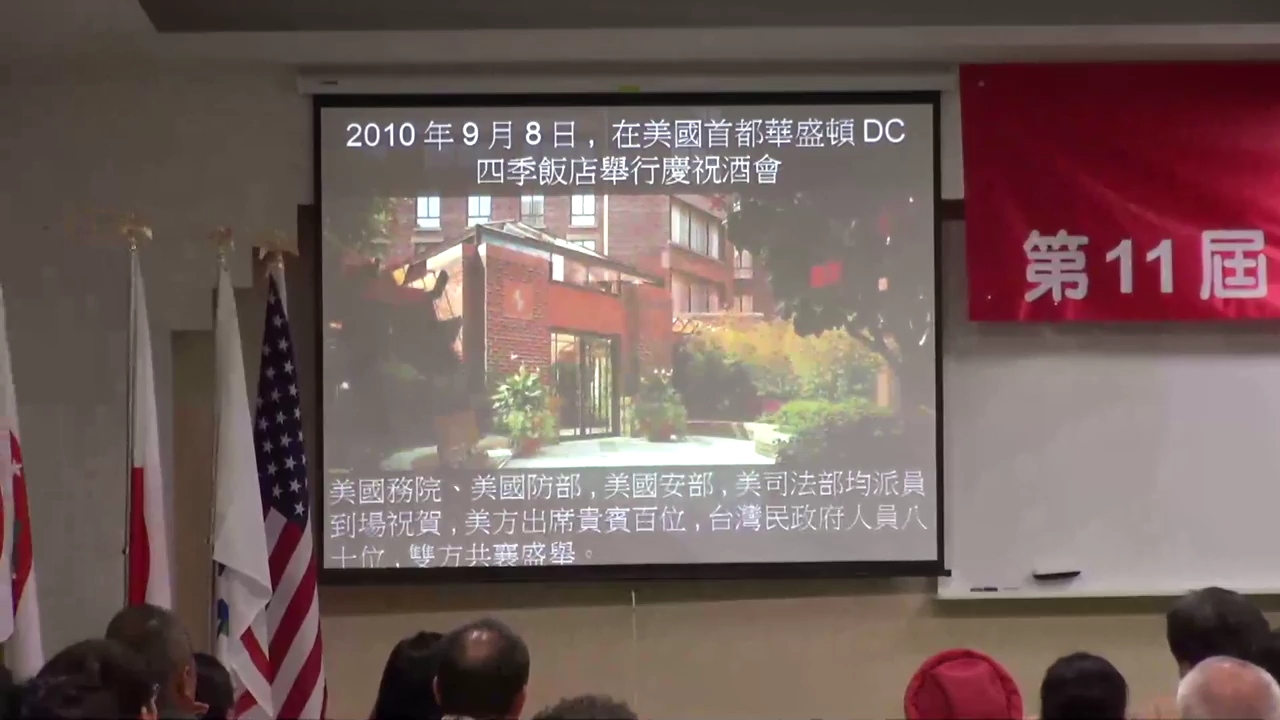 2010 年 9 月 8 日, 在美國首都華盛頓 DC
四季飯店舉行慶祝酒會
美國務院、美國防部,美國安部,美司法部均派員
到場祝賀,美方出席貴賓百位,台灣民政府人員八
十位,雙方共襄盛舉。
第11屆